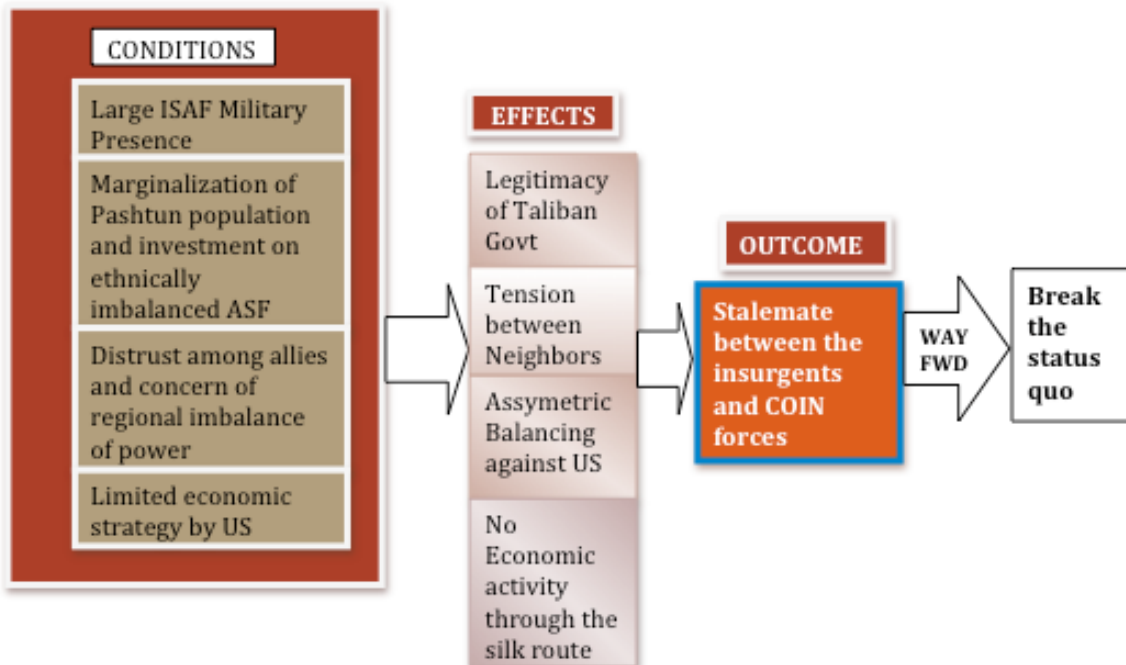 CONDITIONS
Large ISAF Military
Presence
Marginalization of
Pashtun population
and investment on
ethnically
imbalanced ASF
Distrust among allies
and concern of
regional imbalance
of power
Limited economic
strategy by US
EFFECTS
Legitimacy
of Taliban
Govt
Tension
between
Neighbors
Assymetric
Balancing
against US
No
Economic
activity
through the
silk route
OUTCOME
Stalemate
between the
insurgents
and COIN
forces
WAY
FWD
Break
the
status
quo